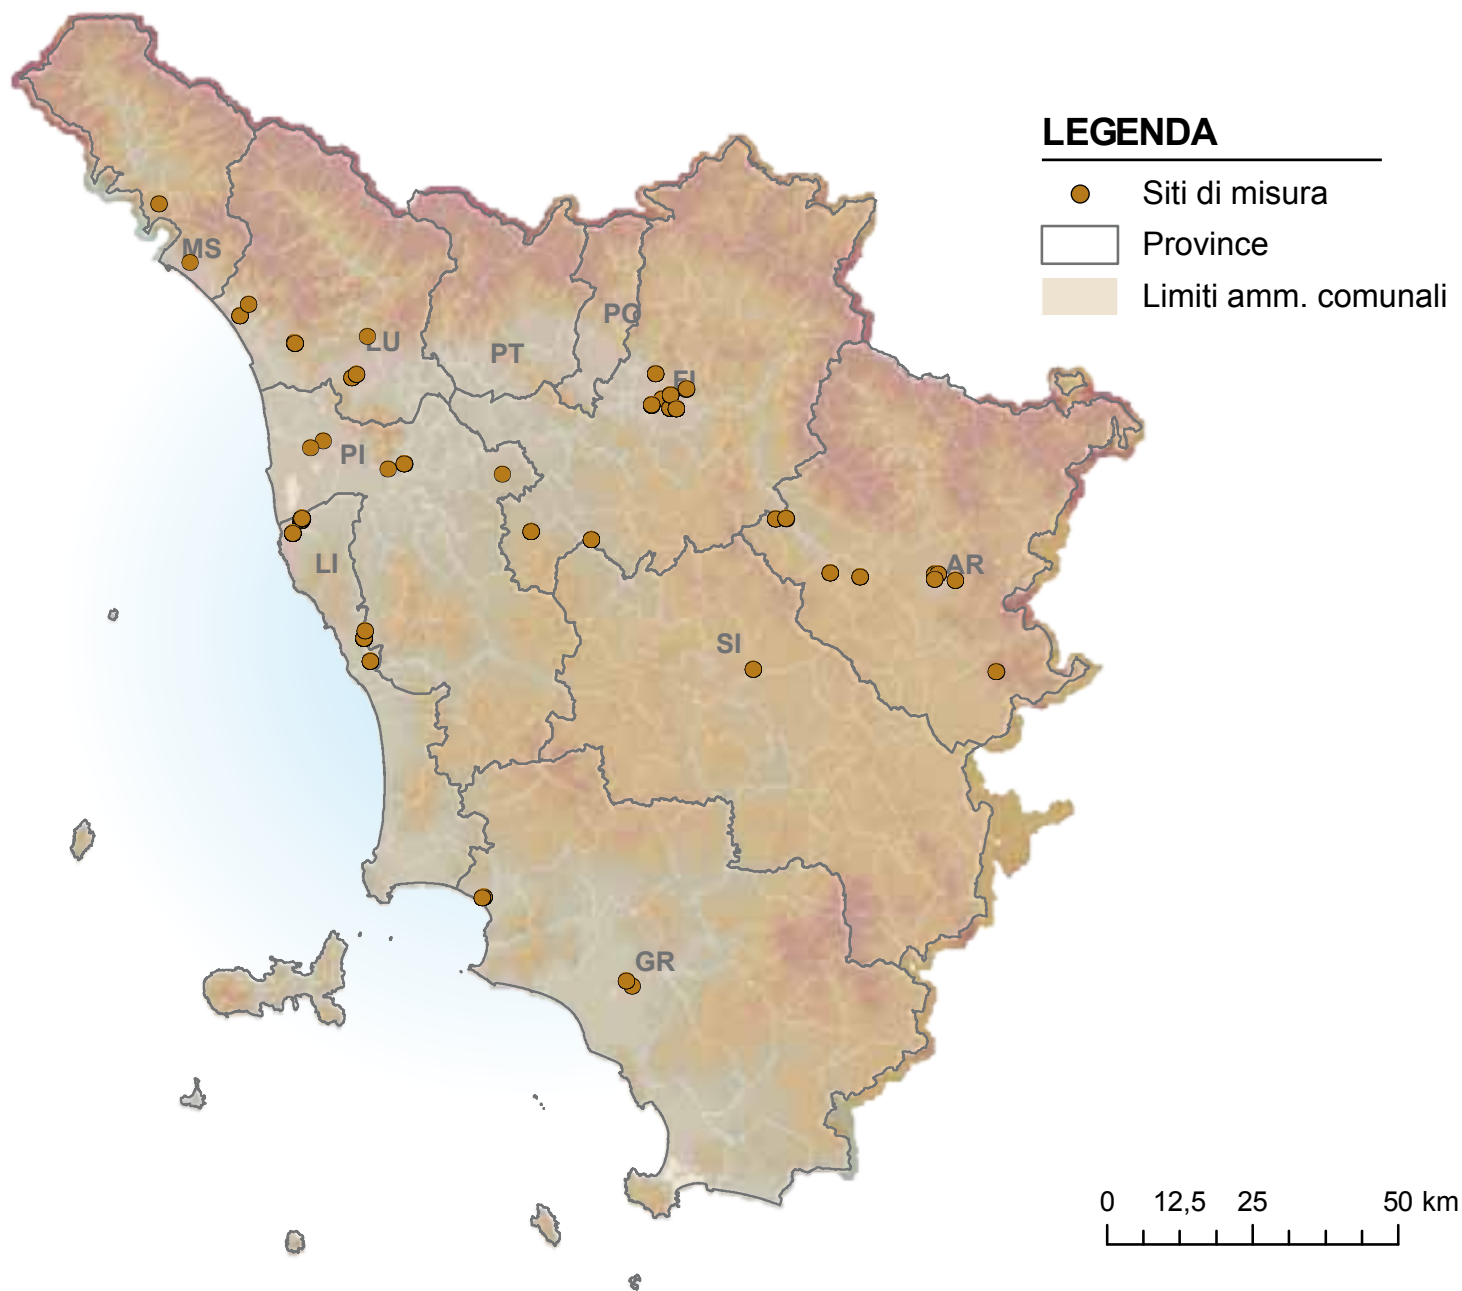 LEGENDA
Siti di misura
Province
Limiti amm. comunali
MS
LU
PT
PO
FI
PI
LI
AR
SI
GR
0 12,5 25 50 km